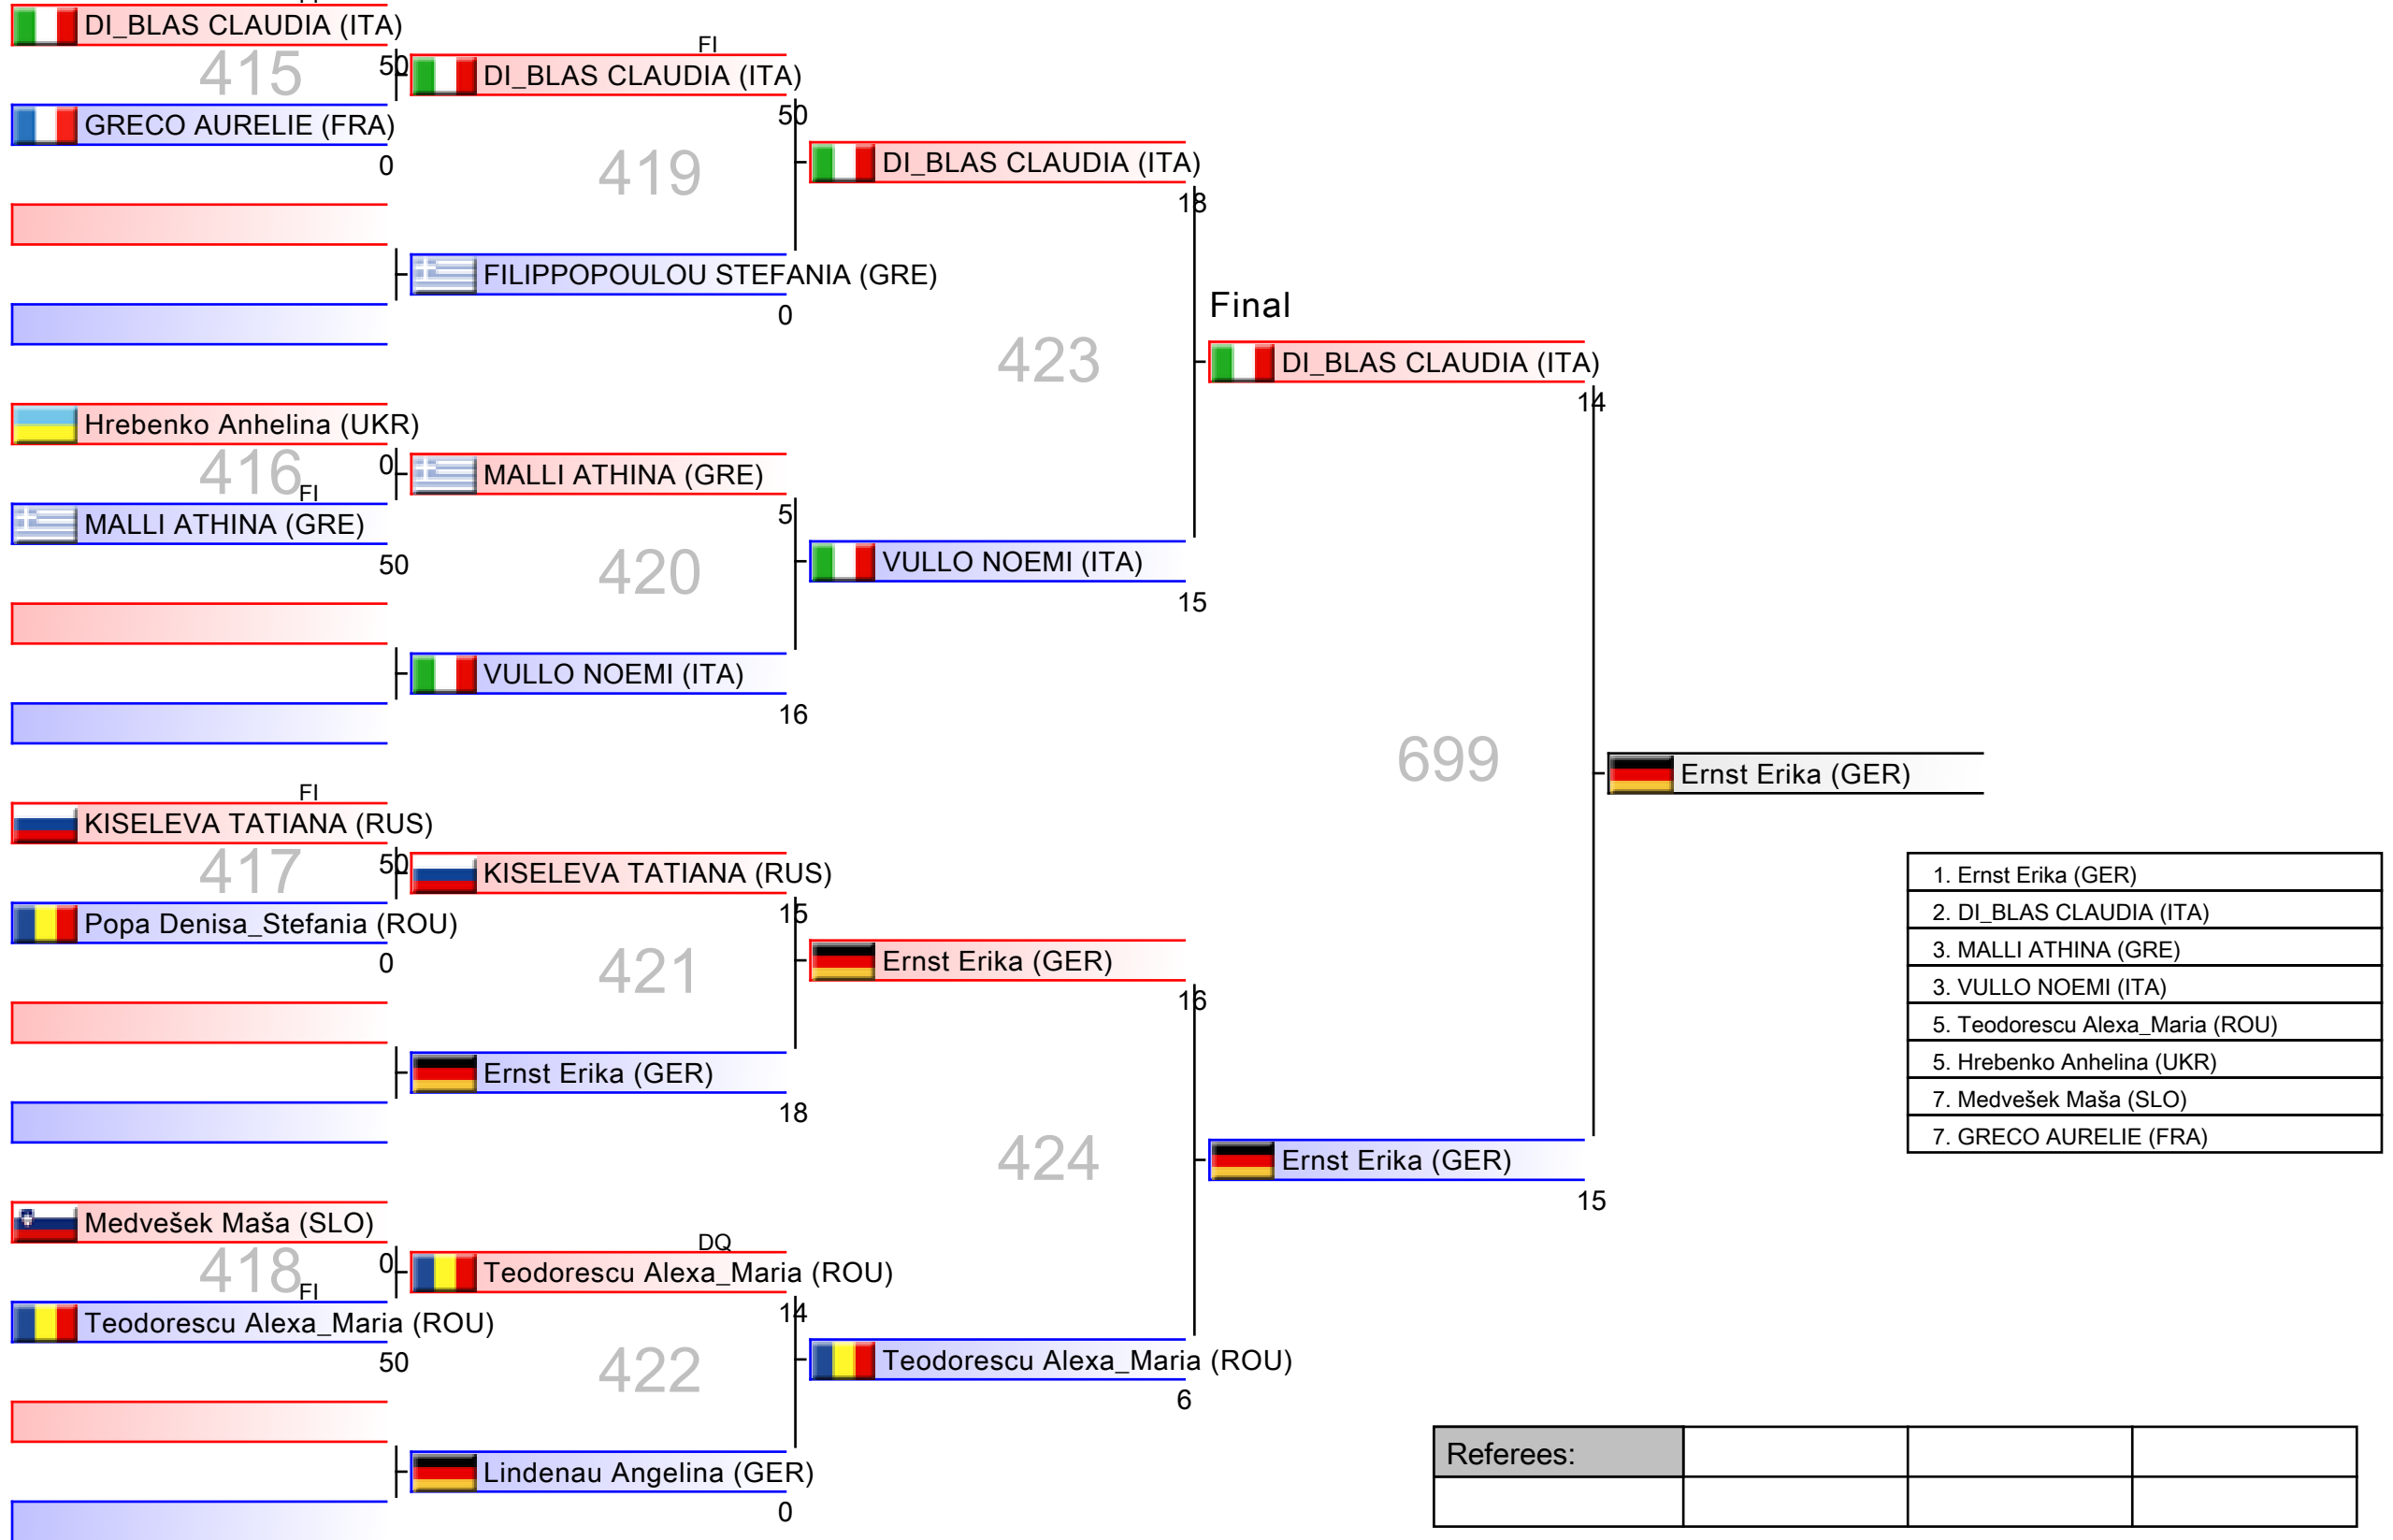 DI_BLAS CLAUDIA (ITA)
415
50
GRECO AURELIE (FRA)
0
FI
DI_BLAS CLAUDIA (ITA)
50
419
FILIPPOPOULOU STEFANIA (GRE)
0
DI_BLAS CLAUDIA (ITA)
18
423
Final
DI_BLAS CLAUDIA (ITA)
14
Hrebenko Anhelina (UKR)
416
0
FI
MALLI ATHINA (GRE)
50
MALLI ATHINA (GRE)
5
420
VULLO NOEMI (ITA)
16
VULLO NOEMI (ITA)
15
699
Ernst Erika (GER)
FI
KISELEVA TATIANA (RUS)
417
50
Popa Denisa_Stefania (ROU)
0
KISELEVA TATIANA (RUS)
15
421
Ernst Erika (GER)
18
Ernst Erika (GER)
16
424
Ernst Erika (GER)
15
Medvešek Maša (SLO)
418
0
FI
Teodorescu Alexa_Maria (ROU)
50
DQ
Teodorescu Alexa_Maria (ROU)
14
422
Lindenau Angelina (GER)
0
Teodorescu Alexa_Maria (ROU)
6
1. Ernst Erika (GER)
2. DI_BLAS CLAUDIA (ITA)
3. MALLI ATHINA (GRE)
3. VULLO NOEMI (ITA)
5. Teodorescu Alexa_Maria (ROU)
5. Hrebenko Anhelina (UKR)
7. Medvešek Maša (SLO)
7. GRECO AURELIE (FRA)
Referees: